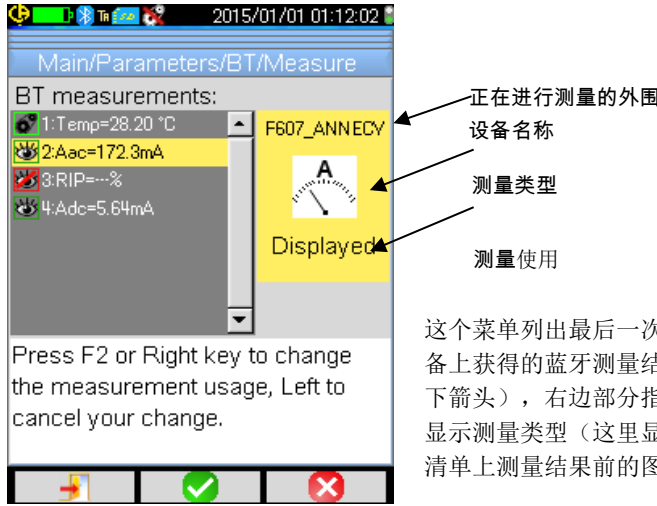 2015/01/01 01:12:02
Main/Parameters/BT/Measure
BT measurements:
1:Temp=28.20 °C
2:Aac=172.3mA
3:RIP=---%
4:Adc=5.64mA
F607_ANNECY
A
Displayed
Press F2 or Right key to change
the measurement usage, Left to
cancel your change.
正在进行测量的外围
设备名称
测量类型
测量使用
这个菜单列出最后一次
备上获得的蓝牙测量结
下箭头），右边部分指
显示测量类型（这里显
清单上测量结果前的图